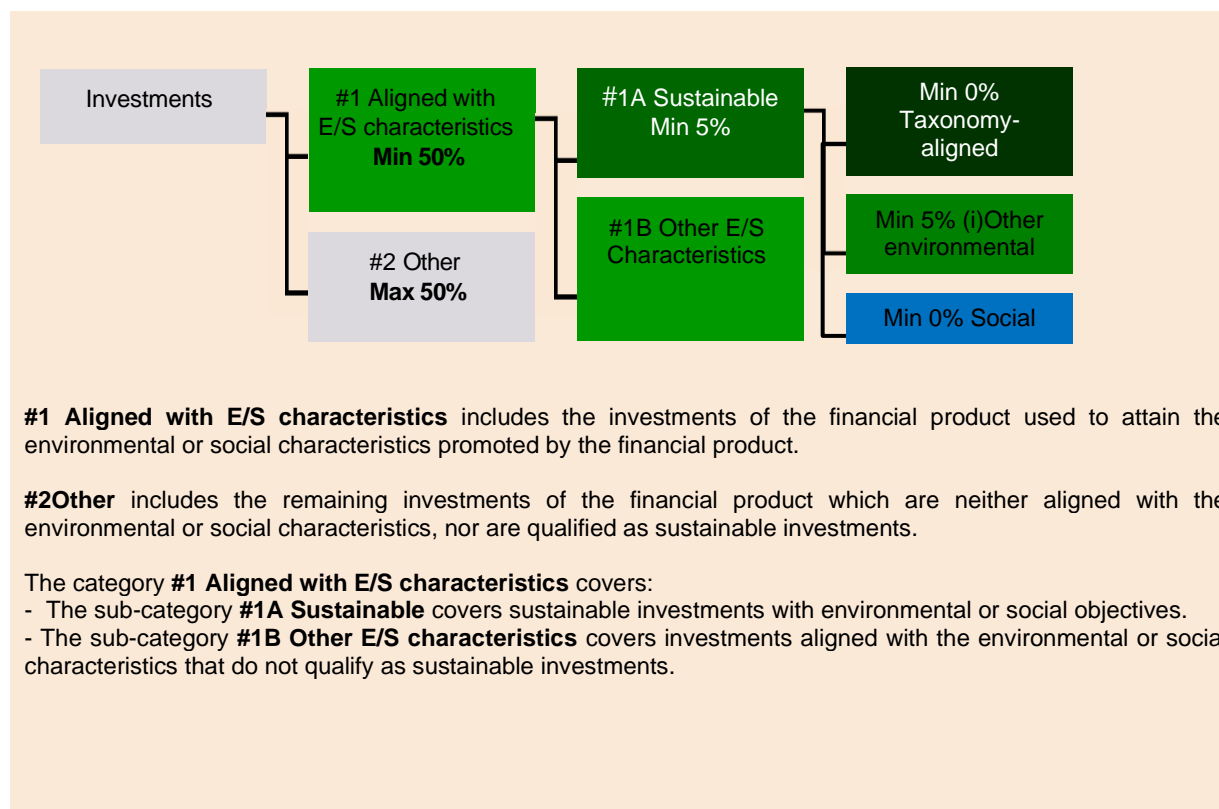 Investments
#1 Aligned with
E/S characteristics
Min 50%
#2 Other
Max 50%
#1A Sustainable
Min 5%
#1B Other E/S
Characteristics
Min 0%
Taxonomy-
aligned
Min 5% (i)Other
environmental
Min 0% Social
#1 Aligned with E/S characteristics includes the investments of the financial product used to attain the
environmental or social characteristics promoted by the financial product.
#2Other includes the remaining investments of the financial product which are neither aligned with the
environmental or social characteristics, nor are qualified as sustainable investments.
The category #1 Aligned with E/S characteristics covers:
- The sub-category #1A Sustainable covers sustainable investments with environmental or social objectives.
- The sub-category #1B Other E/S characteristics covers investments aligned with the environmental or social
characteristics that do not qualify as sustainable investments.